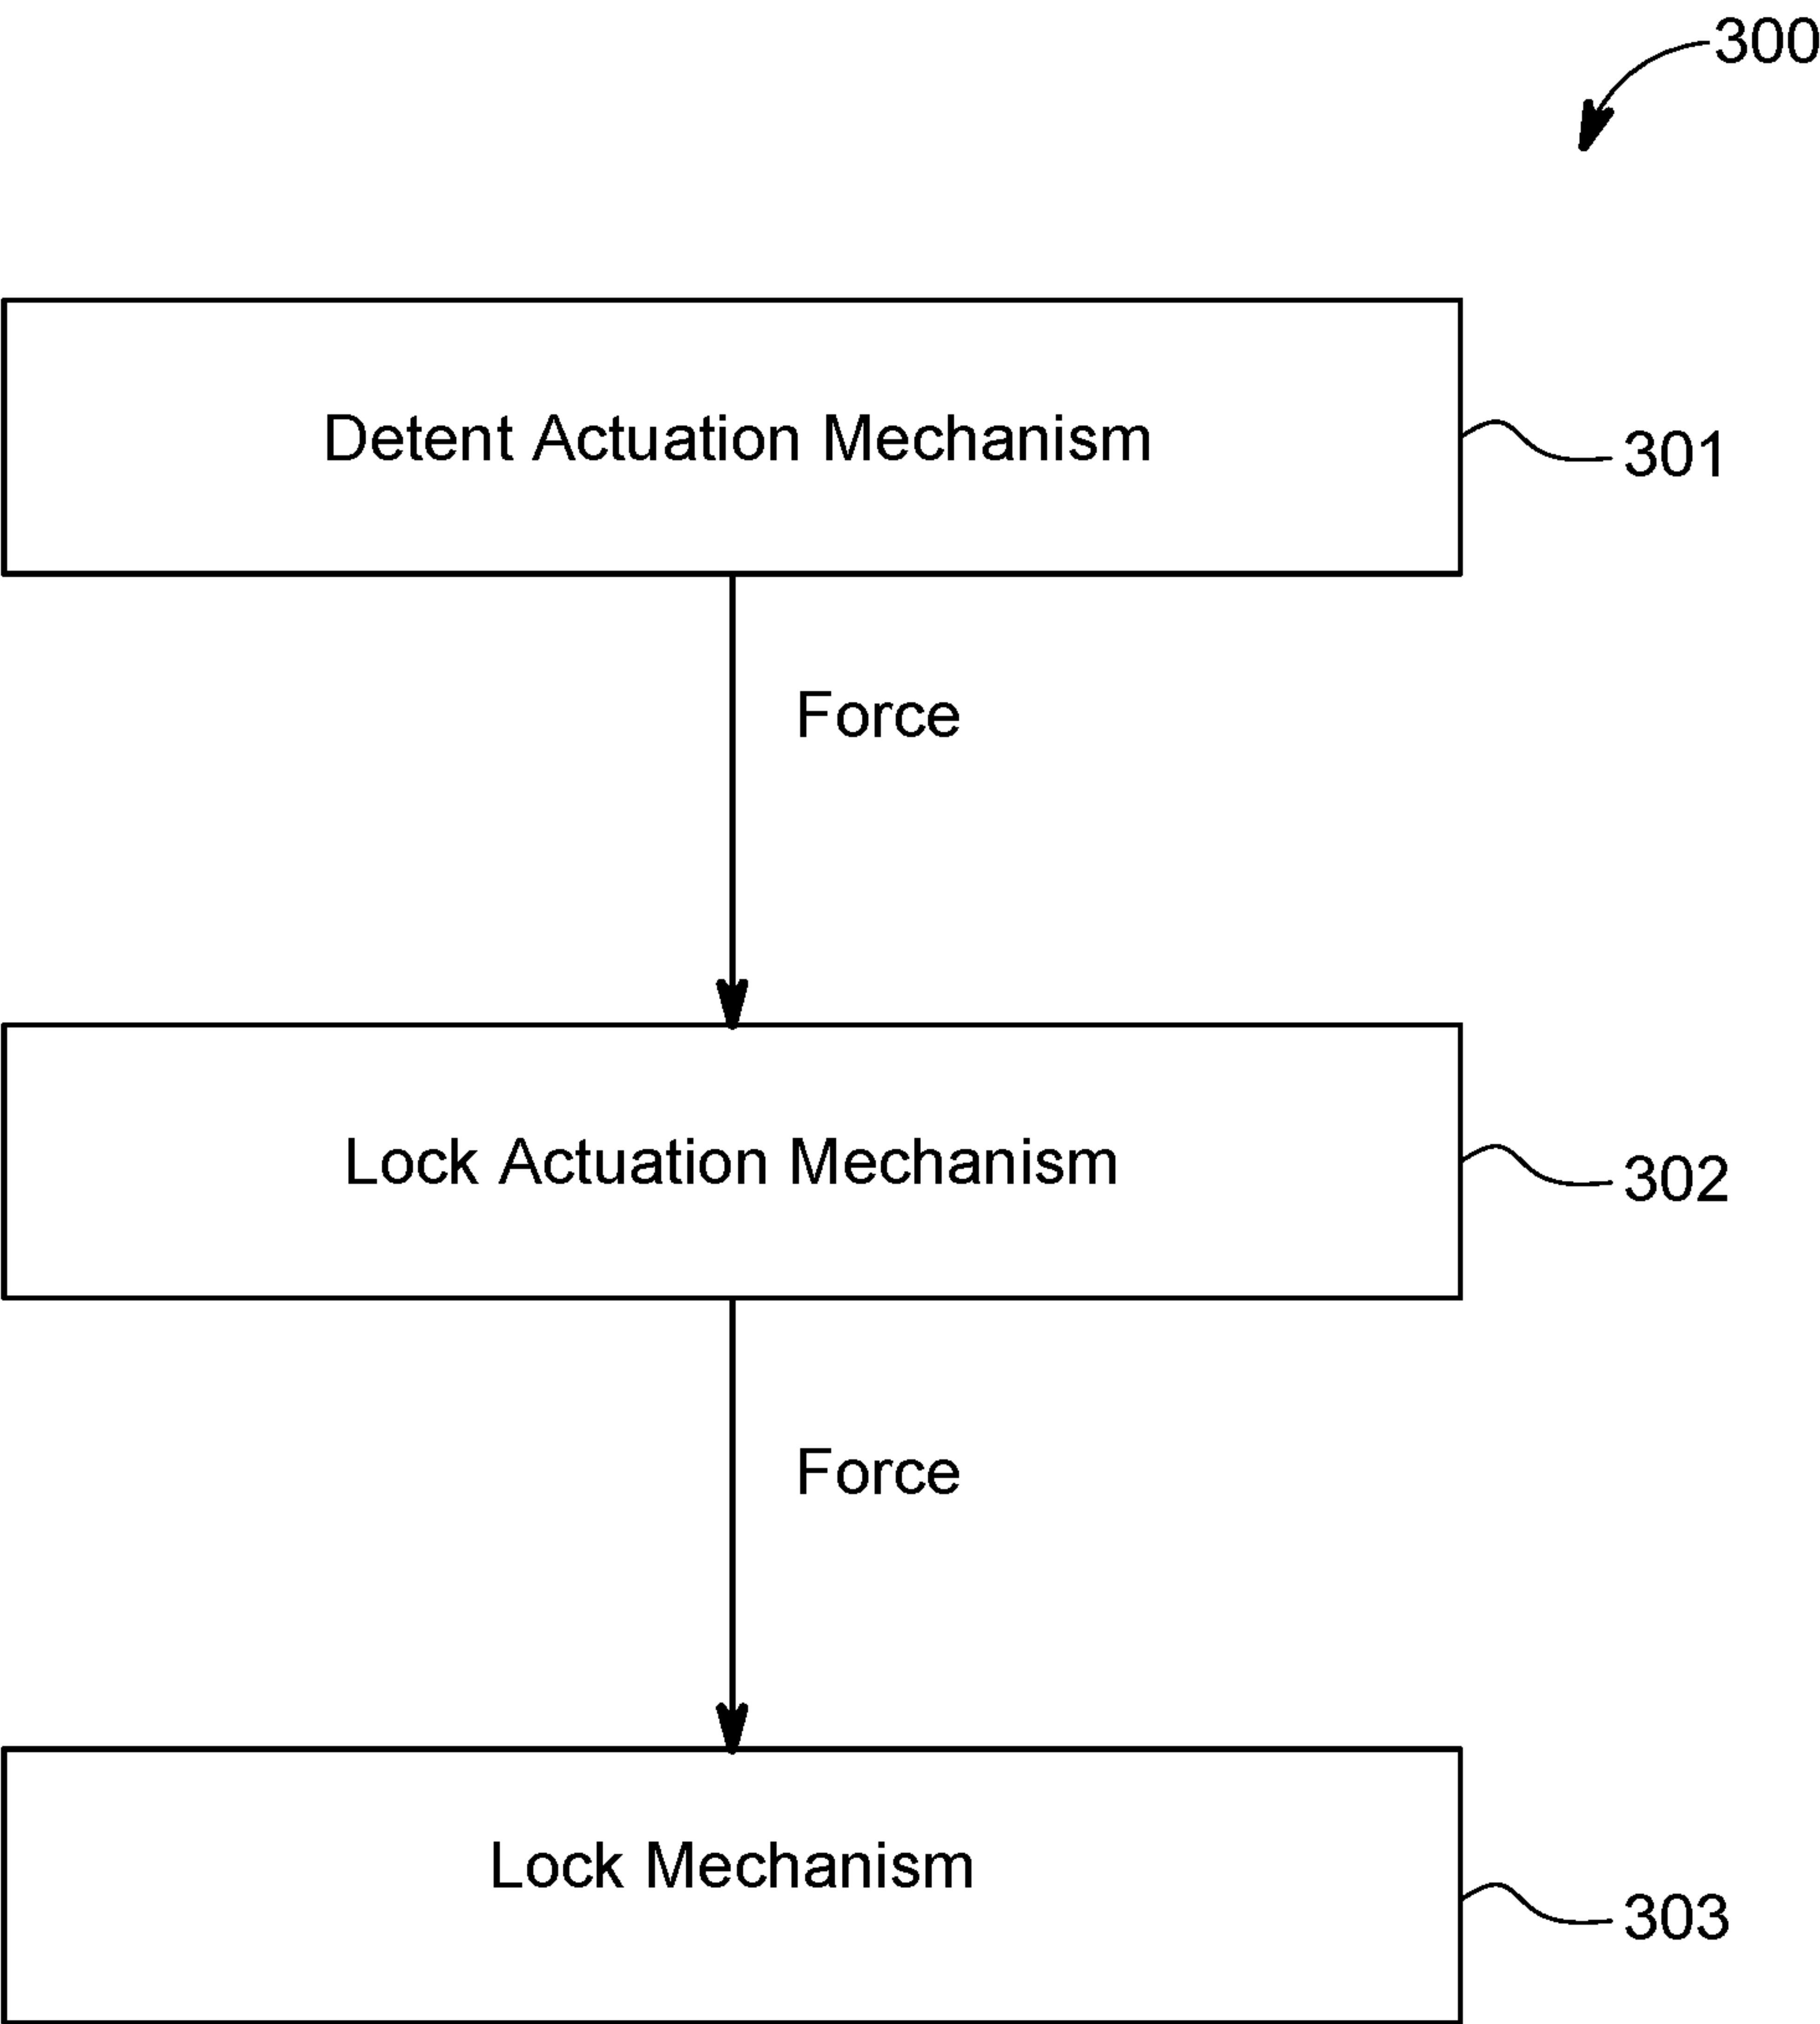 300
Detent Actuation Mechanism
301
Force
Lock Actuation Mechanism
302
Force
Lock Mechanism
303